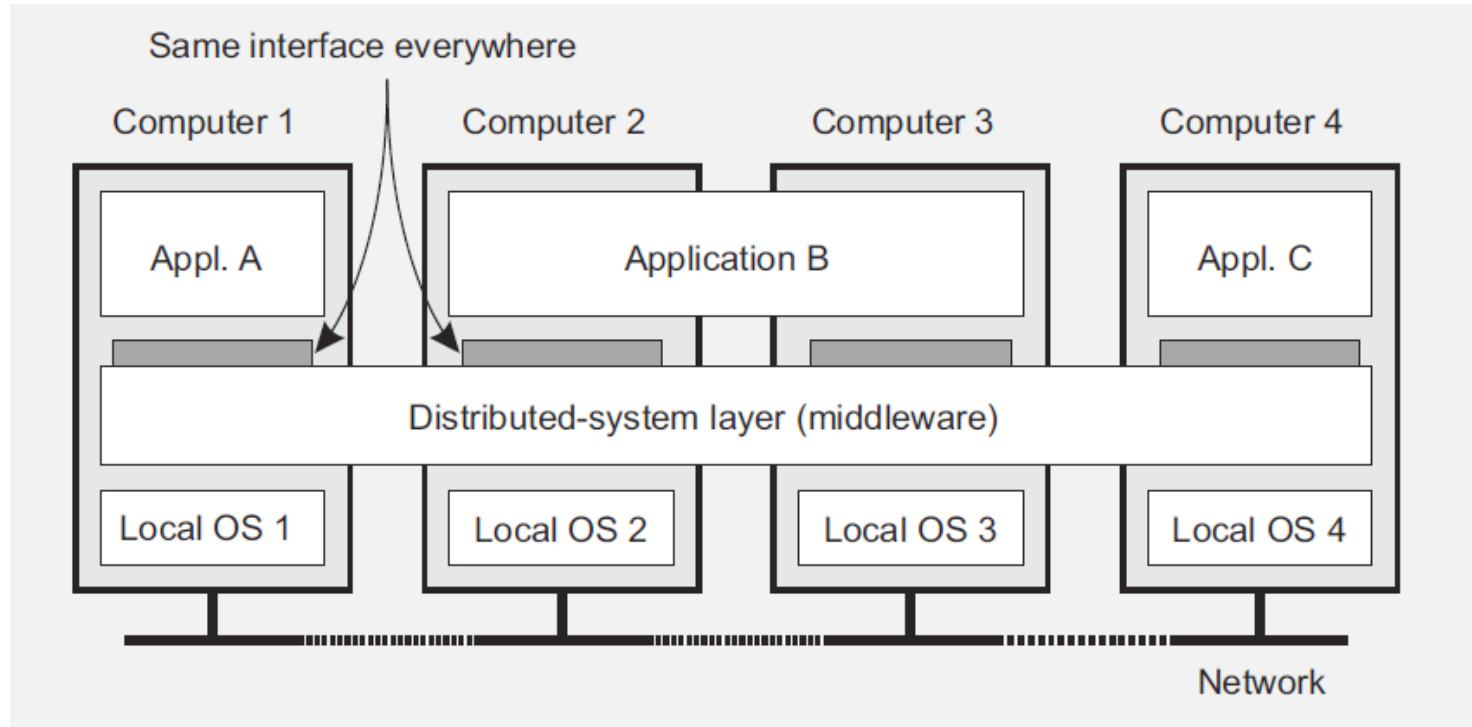 Same interface everywhere
Computer 1
Computer 2
Computer 3
Computer 4
Appl. A
Application B
Appl. C
Distributed-system layer (middleware)
Local OS 1
Local OS 2
Local OS 3
Local OS 4
Network